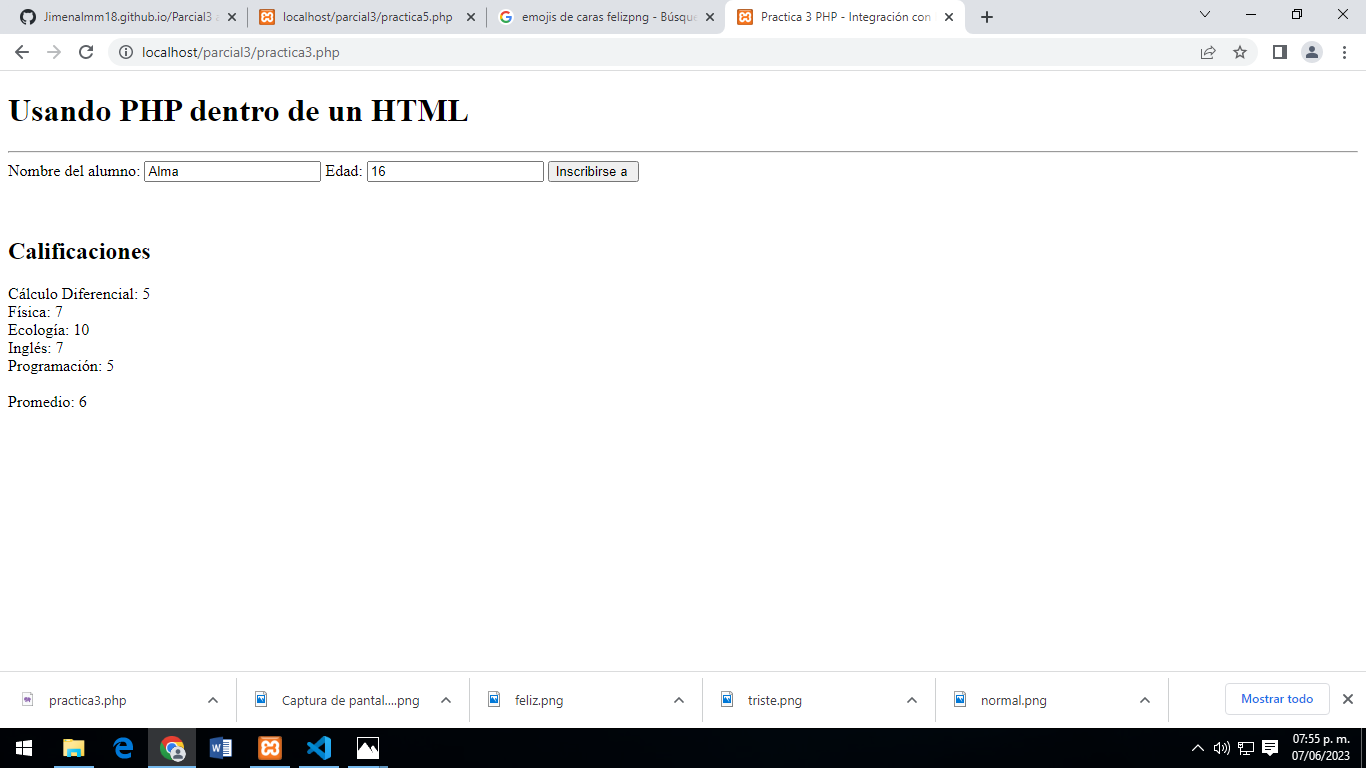 JimenaImm18.github.io/Parcial3 a
localhost/parcial3/practica5.php
emojis de caras felizpng - Búsque
Practica 3 PHP - Integración con
localhost/parcial3/practica3.php
Usando PHP dentro de un HTML
Nombre del alumno: Alma Edad: 16 Inscribirse a
Calificaciones
Cálculo Diferencial: 5
Física: 7
Ecología: 10
Inglés: 7
Programación: 5
Promedio: 6
practica3.php
Captura de pantal....png
feliz.png
triste.png
normal.png
Mostrar todo
07:55 p. m.
07/06/2023